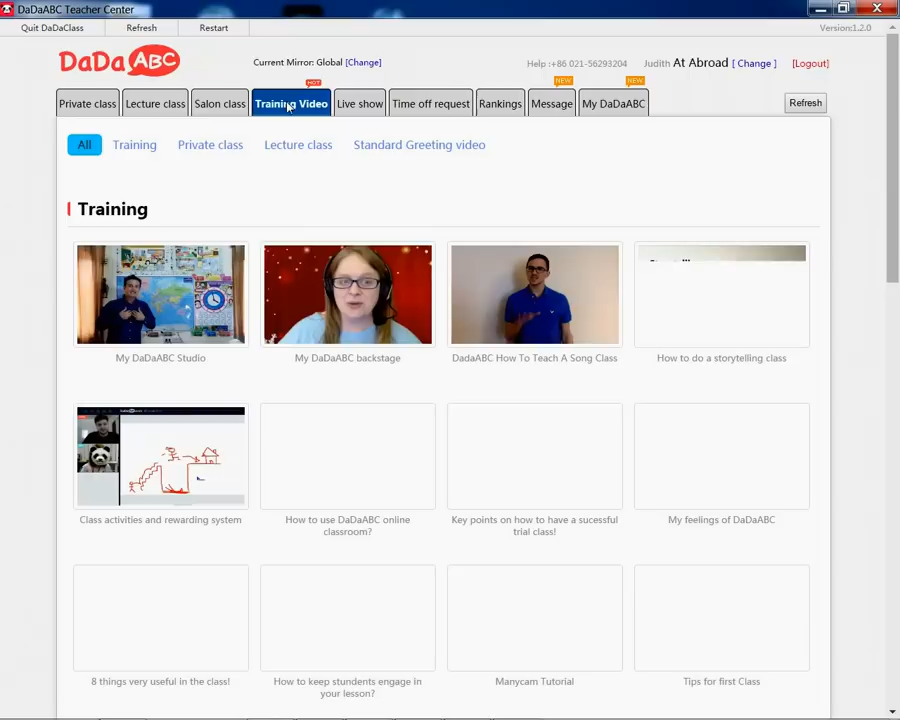 DaDaABC Teacher Center
Quit DaDaClass Refresh Restart Version:1.2.0
DaDa ABC Current Mirror: Global [Change] Help :+86 021-56293204 Judith At Abroad [ Change ] [Logout]
HOT NEW NEW
Private class Lecture class Salon class Training Video Live show Time off request Rankings Message My DaDaABC Refresh
All Training Private class Lecture class Standard Greeting video
Training
My DaDaABC Studio My DaDaABC backstage DadaABC How To Teach A Song Class How to do a storytelling class
Class activities and rewarding system How to use DaDaABC online Key points on how to have a sucessful My feelings of DaDaABC
classroom? trial class!
8 things very useful in the class! How to keep stundents engage in Manycam Tutorial Tips for first Class
your lesson?